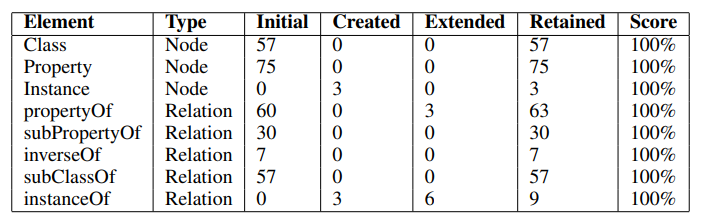 Element Type Initial Created Extended Retained Score
Class Node 57 0 0 57 100%
Property Node 75 0 0 75 100%
Instance Node 0 3 0 3 100%
propertyOf Relation 60 0 3 63 100%
subPropertyOf Relation 30 0 0 30 100%
inverseOf Relation 7 0 0 7 100%
subClassOf Relation 57 0 0 57 100%
instanceOf Relation 0 3 6 9 100%